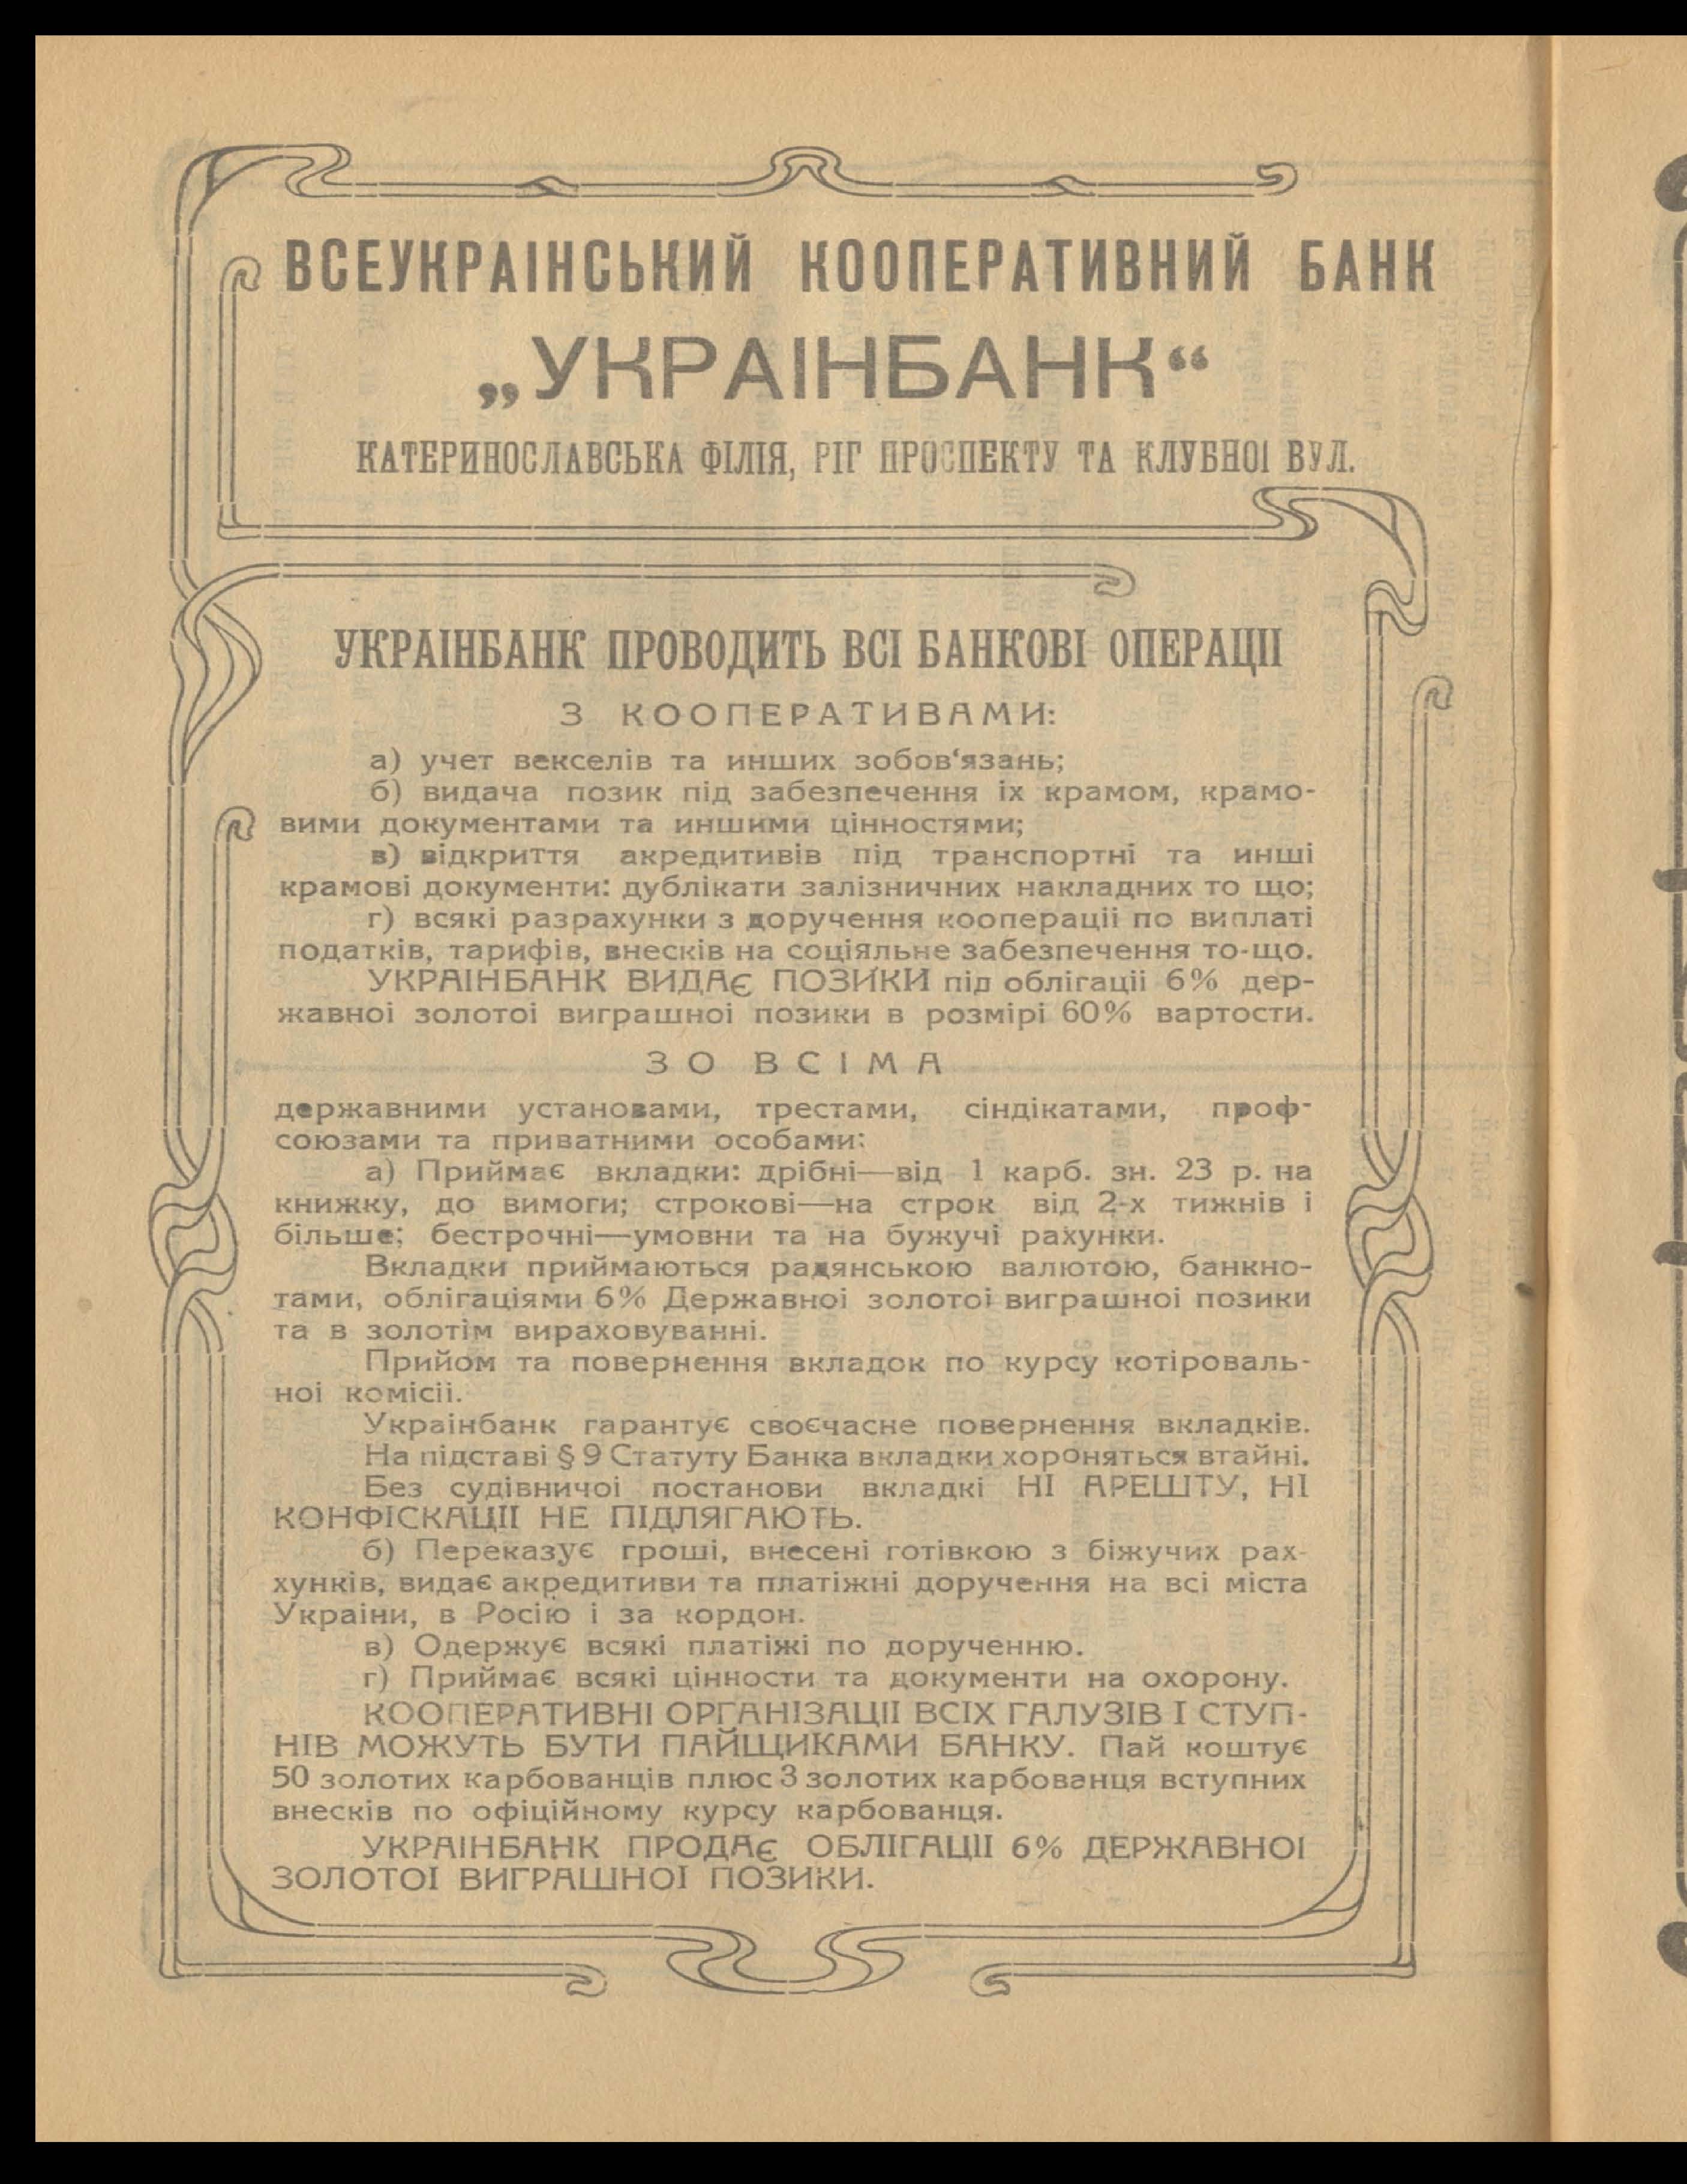 ВСЕУКРАІНСЬКИЙ КООПЕРАТИВНИЙ БАНК
„УКРАІНБАНК“
КАТЕРИНОСЛАВСЬКА ФІЛІЯ, РІГ ПРОСПЕКТУ ТА КЛУБНОІ ВУЛ.
УКРАІНБАНК ПРОВОДИТЬ ВСІ БАНКОВІ ОПЕРАЦІІ
З КООПЕРАТИВАМИ:
а) учет векселів та инших зобов‘язань;
б) видача позик під забезпечення іх крамом, крамо-
вими документами та иншими цінностями;
в) відкриття акредитивів під транспортні та инші
крамові документи: дублікати залізничних накладних то що;
г) всякі разрахунки з доручення коопераціі по виплаті
податків, тарифів, внесків на соціяльне забезпечення то-що.
УКРАІНБАНК ВИДАЄ ПОЗИКИ під облігаціі 6% дер-
жавноі золотоі виграшноі позики в розмірі 60% вартости.
ЗО ВСІМА
державними установами, трестами, сіндікатами, проф-
союзами та приватними особами:
а) Приймає вкладки: дрібні—від 1 карб. зн. 23 р. на
книжку, до вимоги; строкові—на строк від 2-х тижнів і
більше; бестрочні—умовни та на бужучі рахунки.
Вкладки приймаються радянською валютою, банкно-
тами, облігаціями 6% Державноі золотоі виграшноі позики
та в золотім вираховуванні.
Прийом та повернення вкладок по курсу котіроваль-
ноі комісіі.
Украінбанк гарантує своєчасне повернення вкладків.
На підставі § 9 Статуту Банка вкладки хороняться втайні.
Без судівничоі постанови вкладкі НІ АРЕШТУ, НІ
КОНФІСКАЦІІ НЕ ПІДЛЯГАЮТЬ.
б) Переказує гроші, внесені готівкою з біжучих рах-
хунків, видає акредитиви та платіжні доручення на всі міста
Украіни, в Росію і за кордон.
в) Одержує всякі платіжі по дорученню.
г) Приймає всякі цінности та документи на охорону.
КООПЕРАТИВНІ ОРГАНІЗАЦІІ ВСІХ ГАЛУЗІВ І СТУП-
НІВ МОЖУТЬ БУТИ ПАЙЩИКАМИ БАНКУ. Пай коштує
50 золотих карбованців плюс 3 золотих карбованця вступних
внесків по офіційному курсу карбованця.
УКРАІНБАНК ПРОДАЄ ОБЛІГАЦІІ 6% ДЕРЖАВНОІ
ЗОЛОТОІ ВИГРАШНОІ ПОЗИКИ.